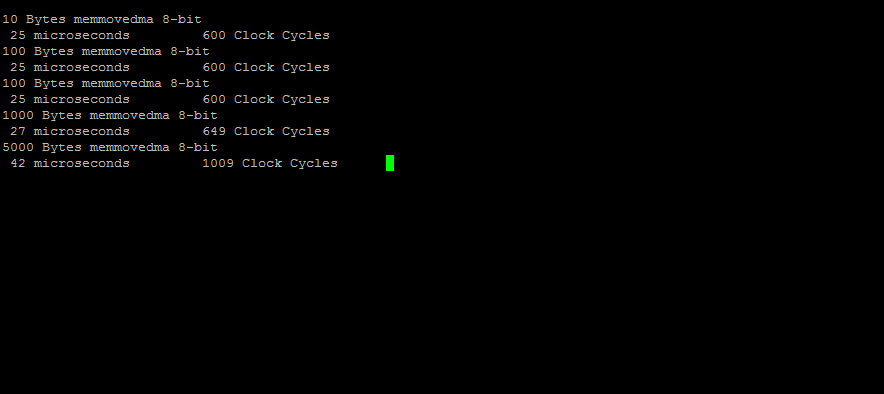 10 Bytes memmovedma 8-bit
25 microseconds 600 Clock Cycles
100 Bytes memmovedma 8-bit
25 microseconds 600 Clock Cycles
100 Bytes memmovedma 8-bit
25 microseconds 600 Clock Cycles
1000 Bytes memmovedma 8-bit
27 microseconds 649 Clock Cycles
5000 Bytes memmovedma 8-bit
42 microseconds 1009 Clock Cycles